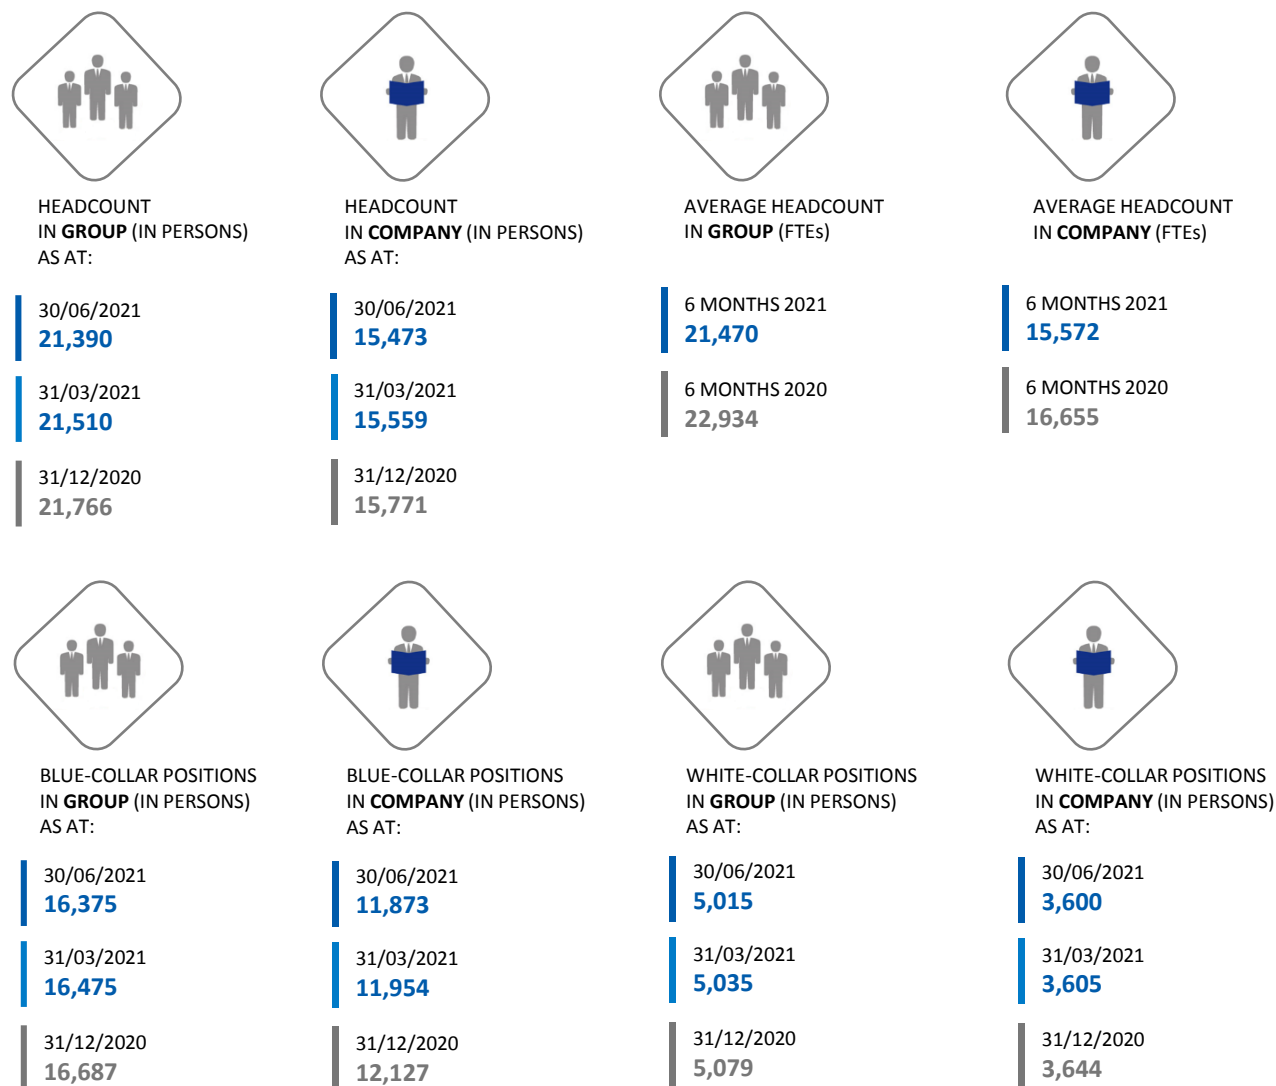 HEADCOUNT
IN GROUP (IN PERSONS)
AS AT:
30/06/2021
21,390
31/03/2021
21,510
31/12/2020
21,766
HEADCOUNT
IN COMPANY (IN PERSONS)
AS AT:
30/06/2021
15,473
31/03/2021
15,559
31/12/2020
15,771
AVERAGE HEADCOUNT
IN GROUP (FTEs)
6 MONTHS 2021
21,470
6 MONTHS 2020
22,934
AVERAGE HEADCOUNT
IN COMPANY (FTEs)
6 MONTHS 2021
15,572
6 MONTHS 2020
16,655
BLUE-COLLAR POSITIONS
IN GROUP (IN PERSONS)
AS AT:
30/06/2021
16,375
31/03/2021
16,475
31/12/2020
16,687
BLUE-COLLAR POSITIONS
IN COMPANY (IN PERSONS)
AS AT:
30/06/2021
11,873
31/03/2021
11,954
31/12/2020
12,127
WHITE-COLLAR POSITIONS
IN GROUP (IN PERSONS)
AS AT:
30/06/2021
5,015
31/03/2021
5,035
31/12/2020
5,079
WHITE-COLLAR POSITIONS
IN COMPANY (IN PERSONS)
AS AT:
30/06/2021
3,600
31/03/2021
3,605
31/12/2020
3,644